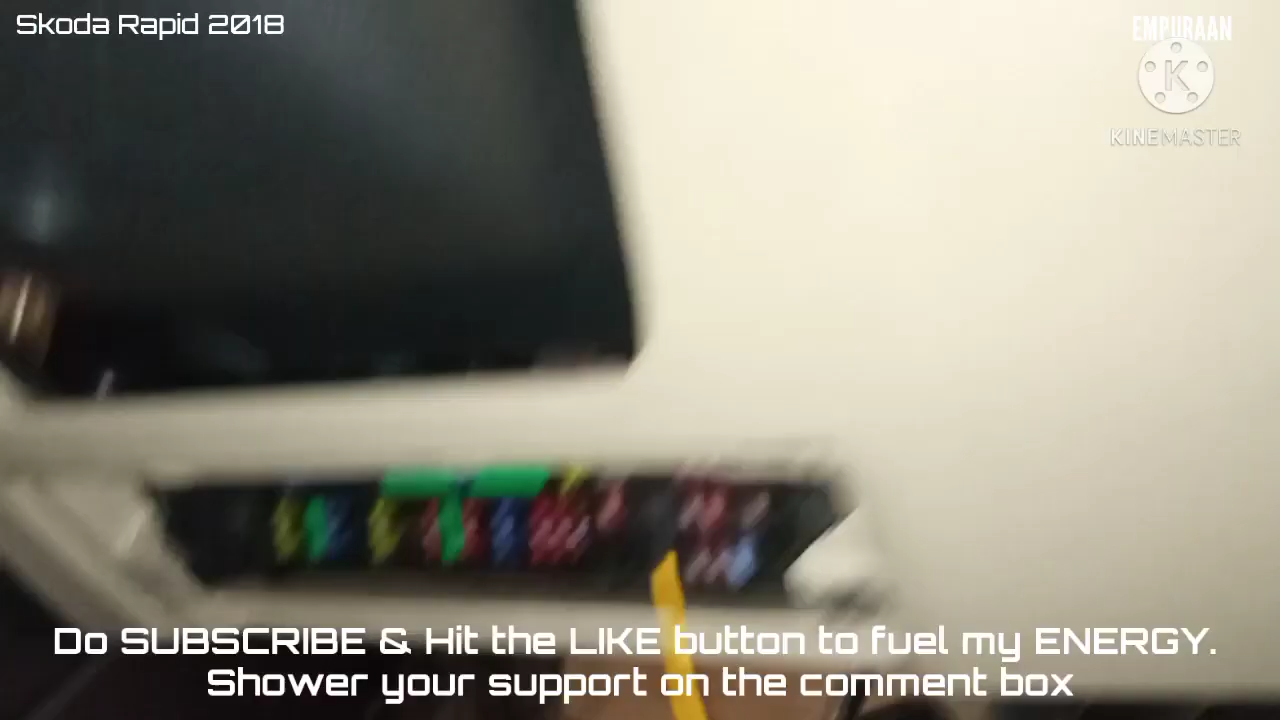 Skoda Rapid 2018
EMPURAAN
K
KINEMASTER
Do SUBSCRIBE & Hit the LIKE button to fuel my ENERGY.
Shower your support on the comment box